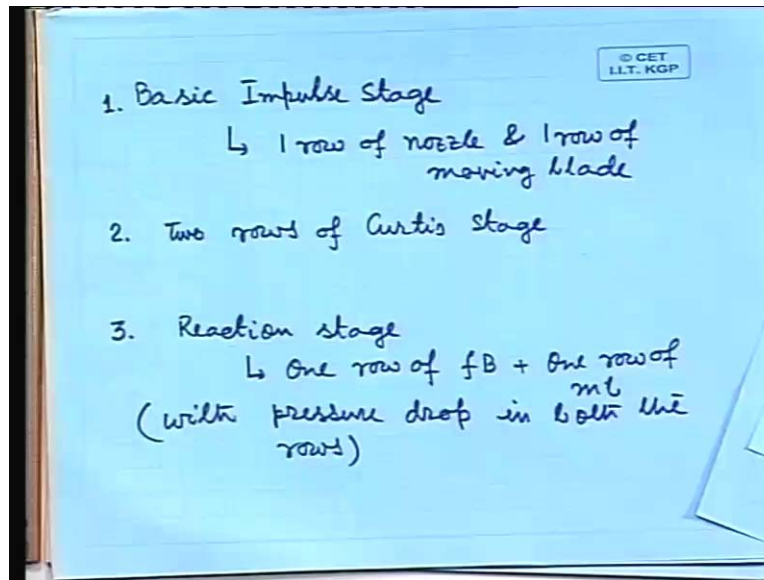 © CET
I.I.T. KGP
1. Basic Impulse Stage
↳ 1 row of nozzle & 1 row of
moving blade
2. Two rows of Curtis Stage
3. Reaction stage
↳ One row of fB + One row of
mb
(with pressure drop in both the
rows)